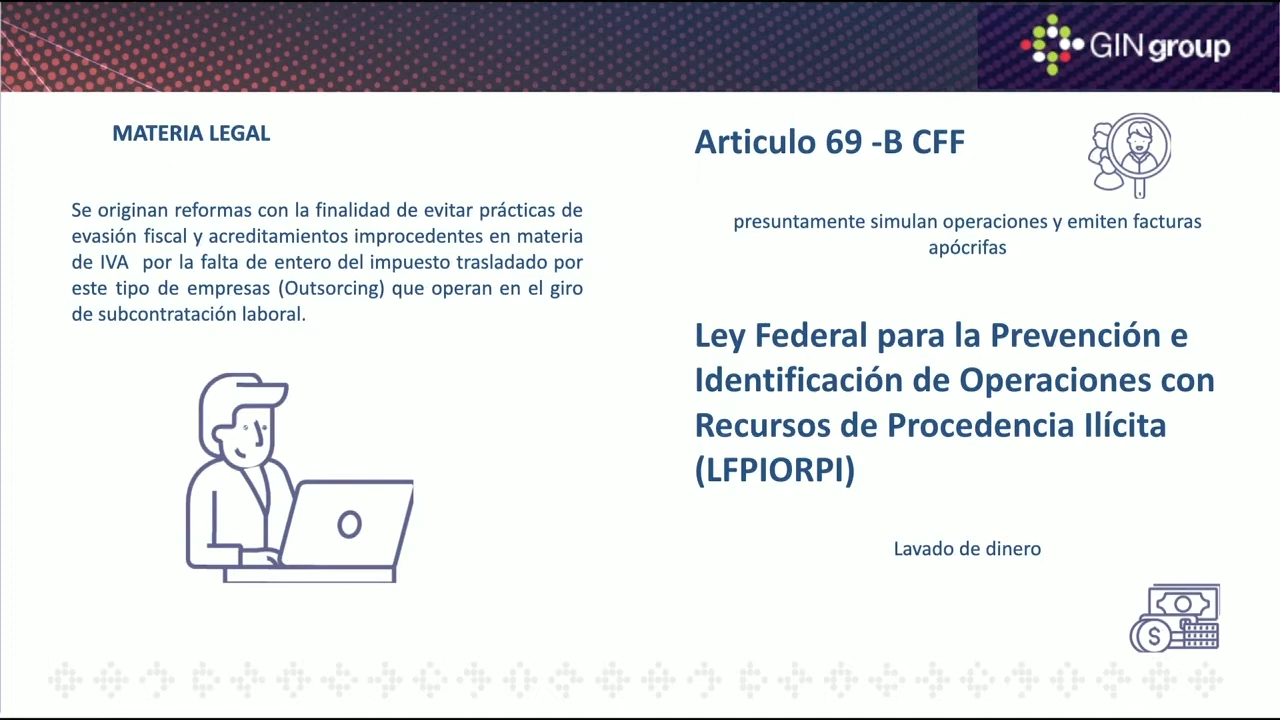 GINgroup
MATERIA LEGAL
Se originan reformas con la finalidad de evitar prácticas de
evasión fiscal y acreditamientos improcedentes en materia
de IVA por la falta de entero del impuesto trasladado por
este tipo de empresas (Outsorcing) que operan en el giro
de subcontratación laboral.
Articulo 69 -B CFF
presuntamente simulan operaciones y emiten facturas
apócrifas
Ley Federal para la Prevención e
Identificación de Operaciones con
Recursos de Procedencia Ilícita
(LFPIORPI)
Lavado de dinero
$